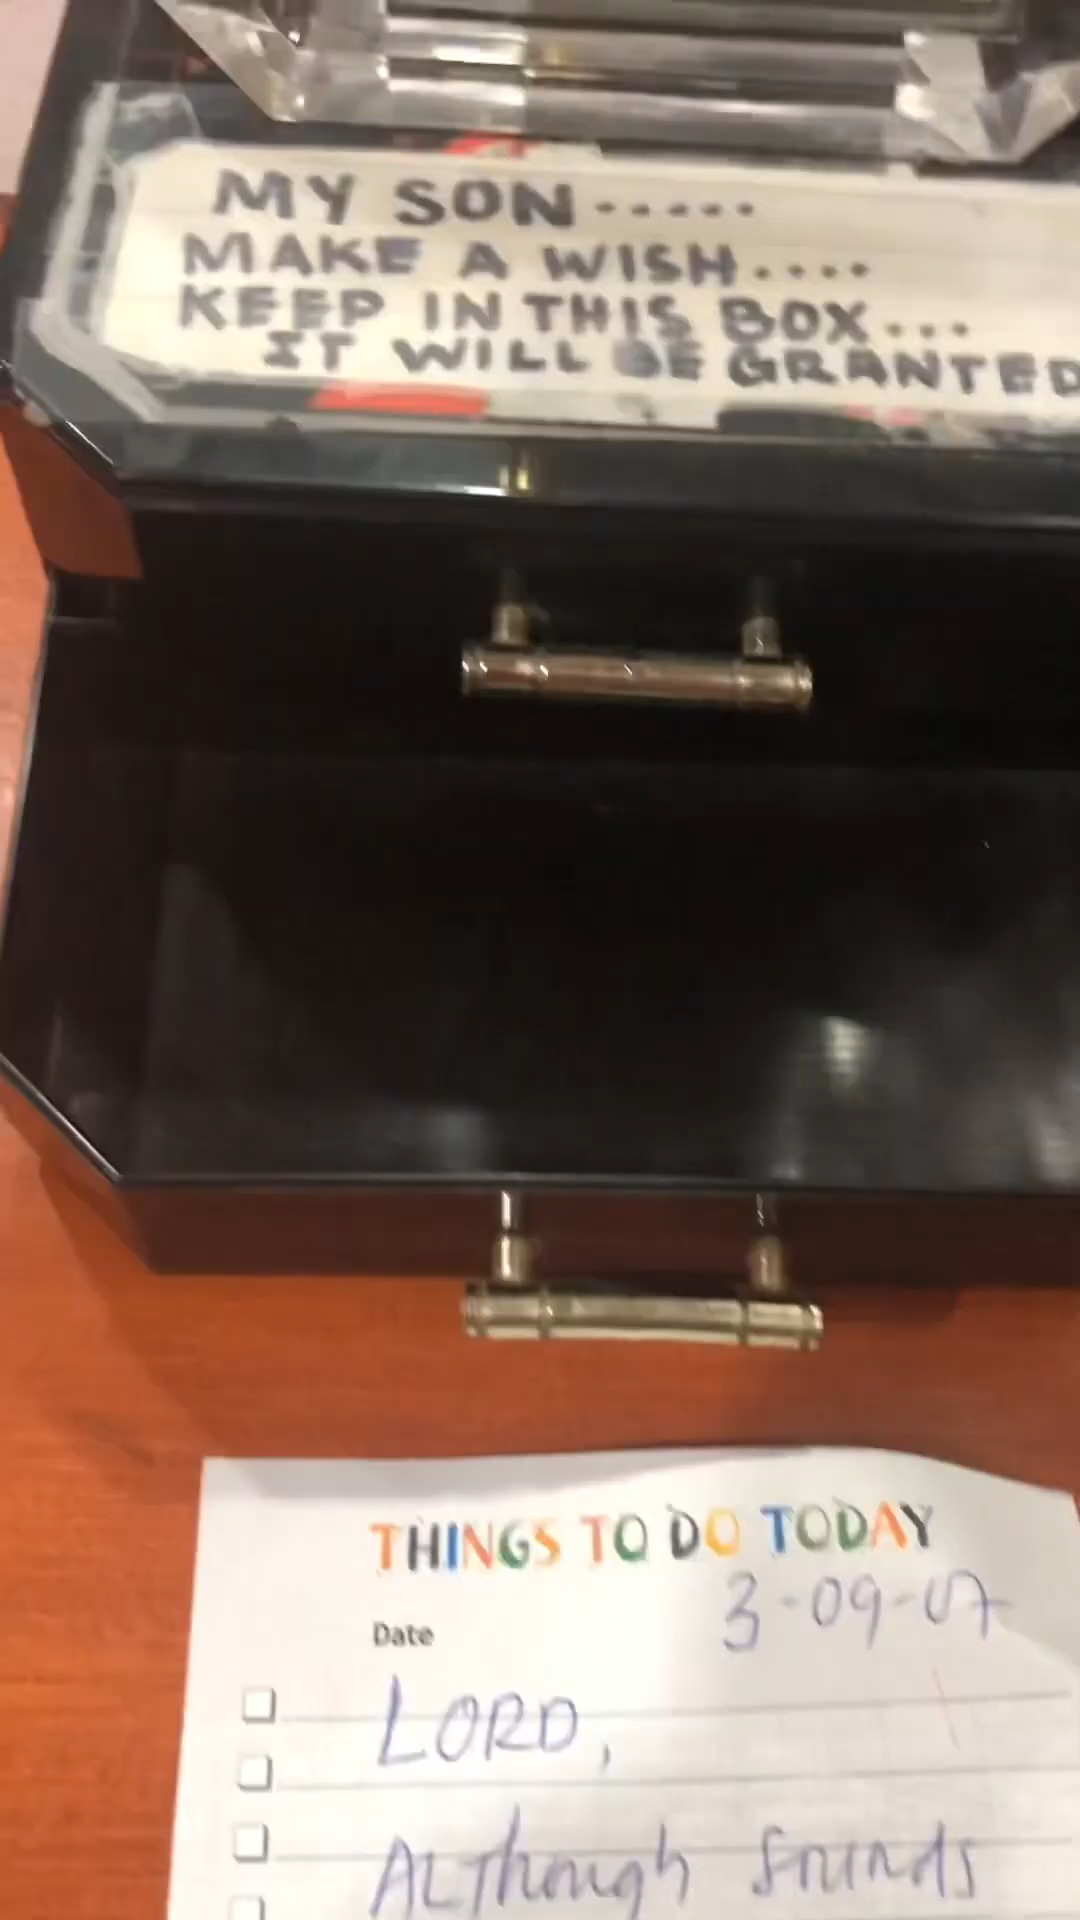 MY SON.....
MAKE A WISH....
KEEP IN THIS BOX...
IT WILL BE GRANTED
THINGS TO DO TODAY
3-09-07
Date
LORD,
Although sounds